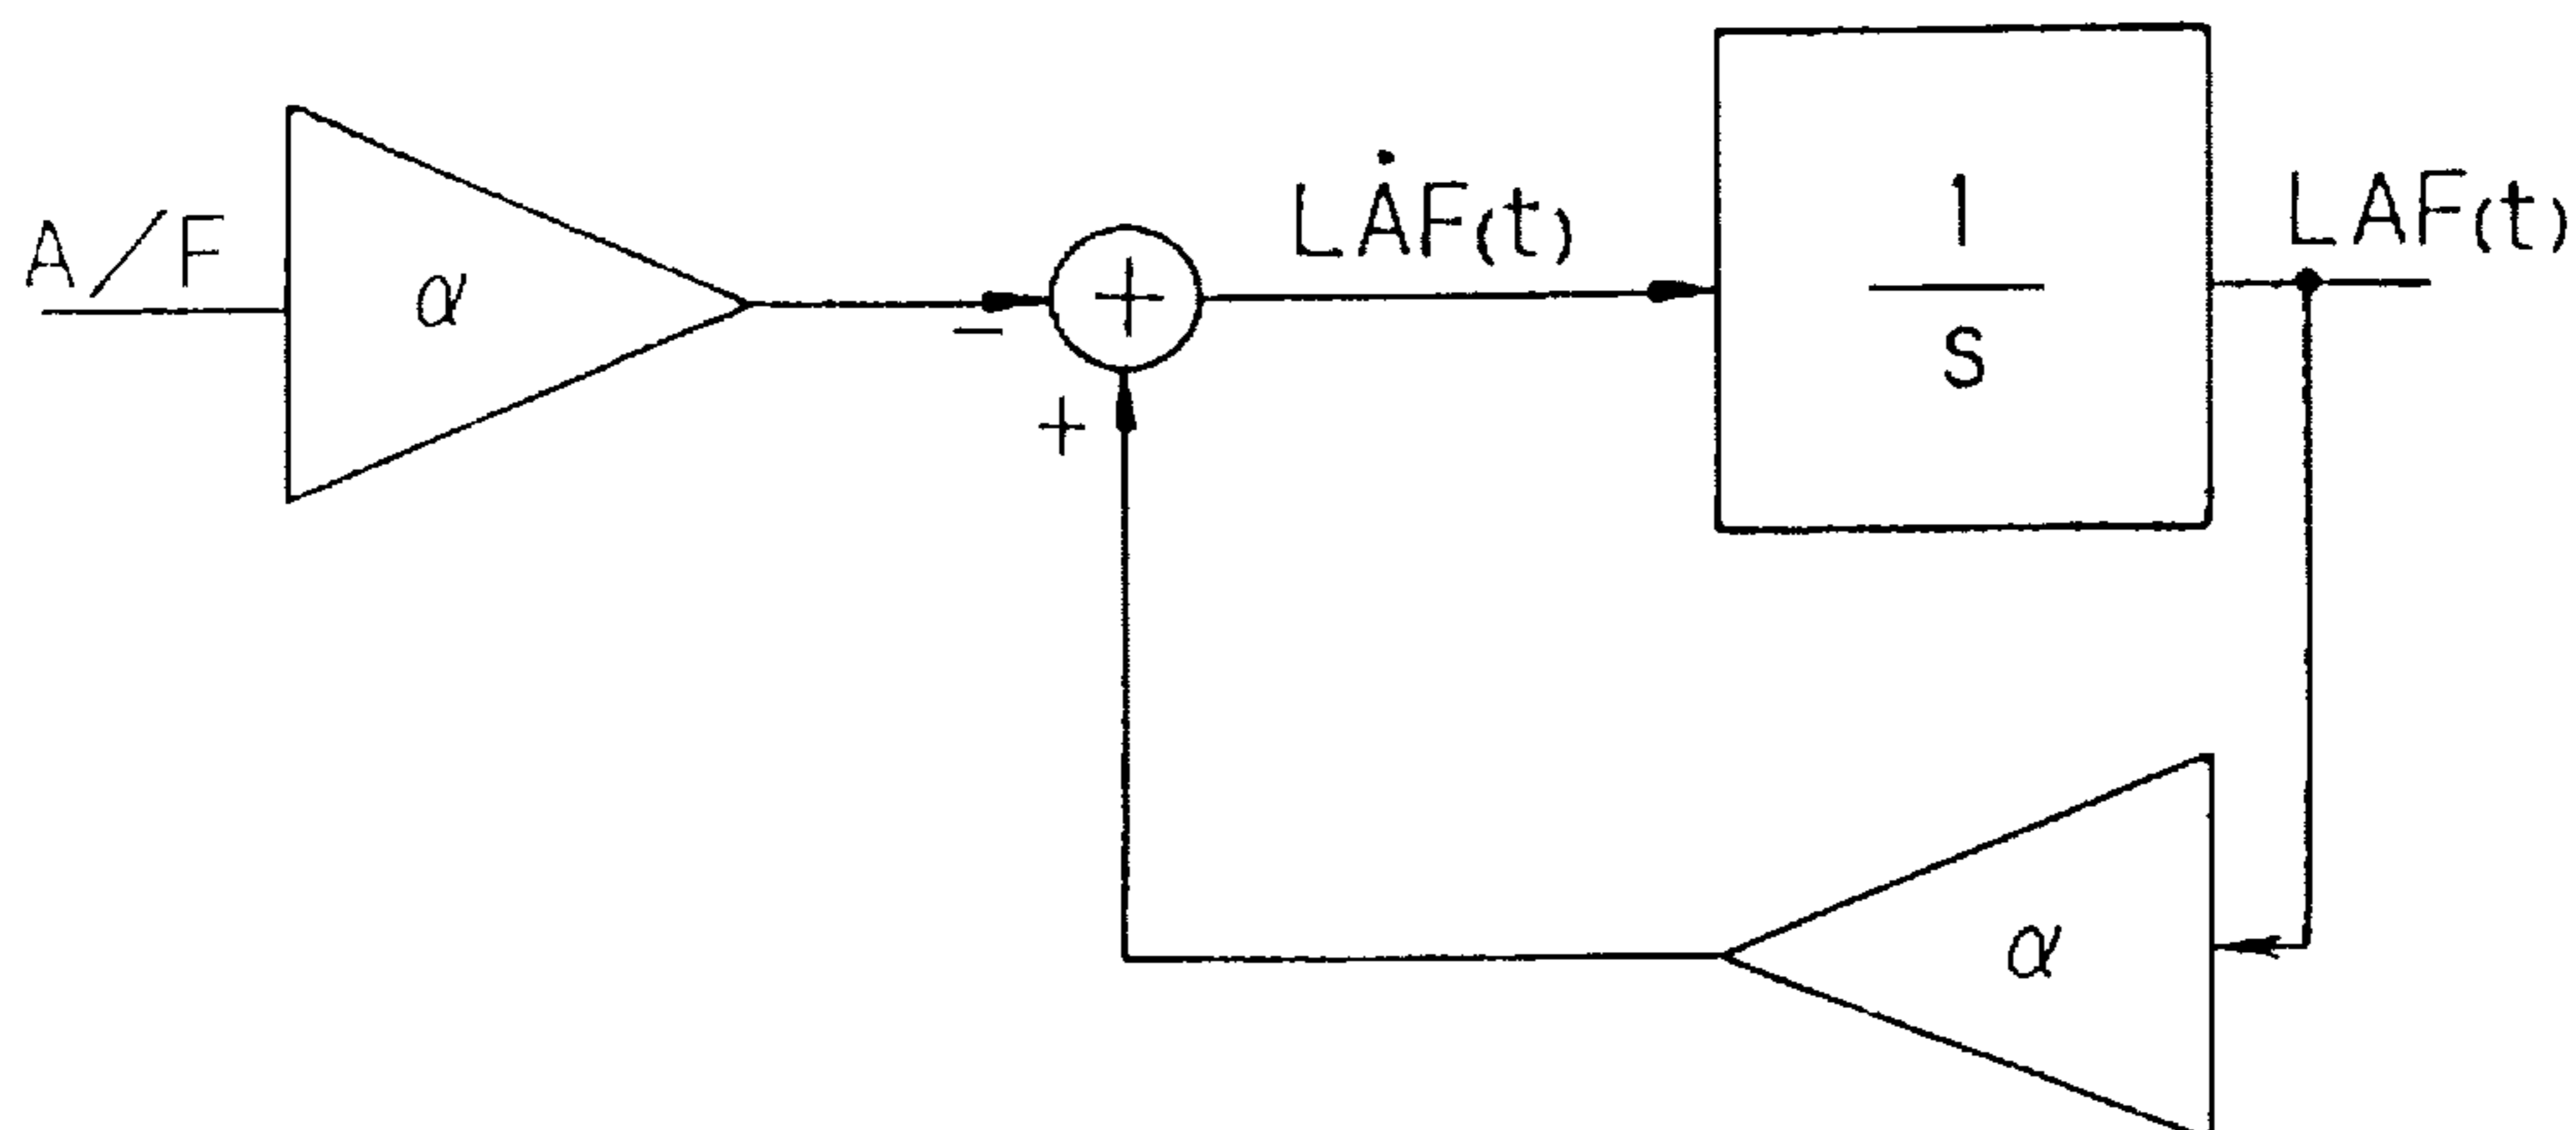 A/F
α
−
+
+
LȦF(t)
1
S
LAF(t)
α